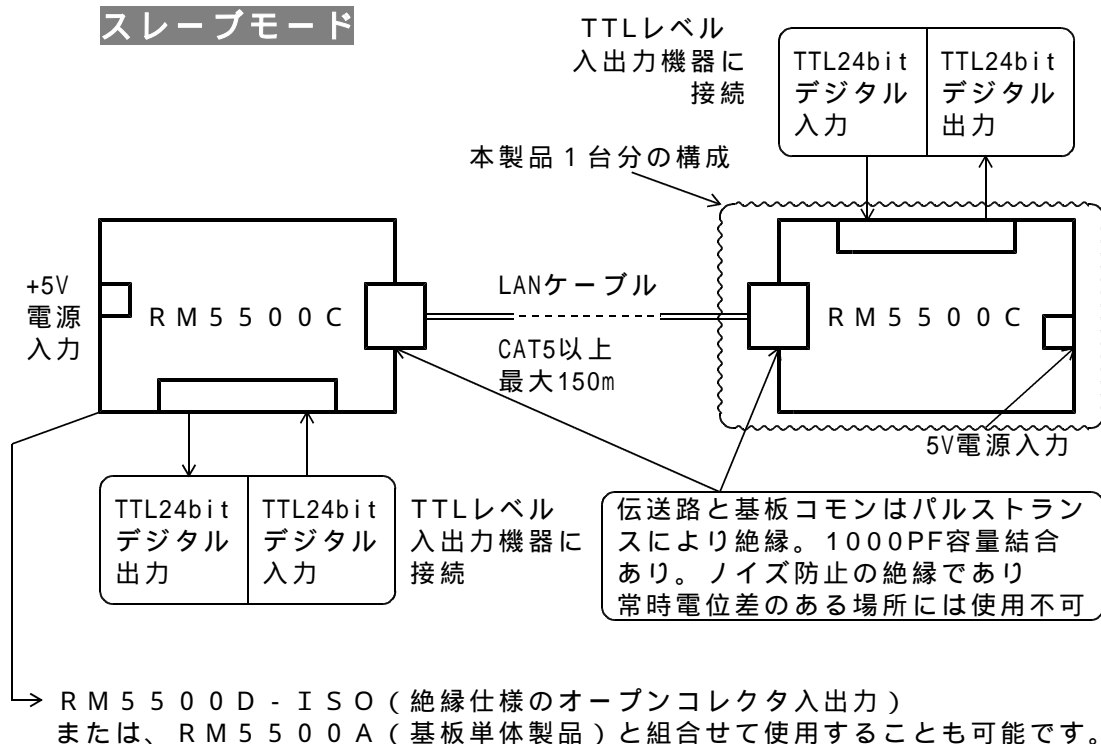 スレーブモード
TTLレベル
入出力機器に
接続
TTL24bit
デジタル
入力
TTL24bit
デジタル
出力
本製品１台分の構成
+5V
電源
入力
ＲＭ５５００Ｃ
LANケーブル
CAT5以上
最大150m
ＲＭ５５００Ｃ
5V電源入力
TTL24bit
デジタル
出力
TTL24bit
デジタル
入力
TTLレベル
入出力機器に
接続
伝送路と基板コモンはパルストラン
スにより絶縁。1000PF容量結合
あり。ノイズ防止の絶縁であり
常時電位差のある場所には使用不可
ＲＭ５５００Ｄ-ＩＳＯ（絶縁仕様のオープンコレクタ入出力）
または、ＲＭ５５００Ａ（基板単体製品）と組合せて使用することも可能です。